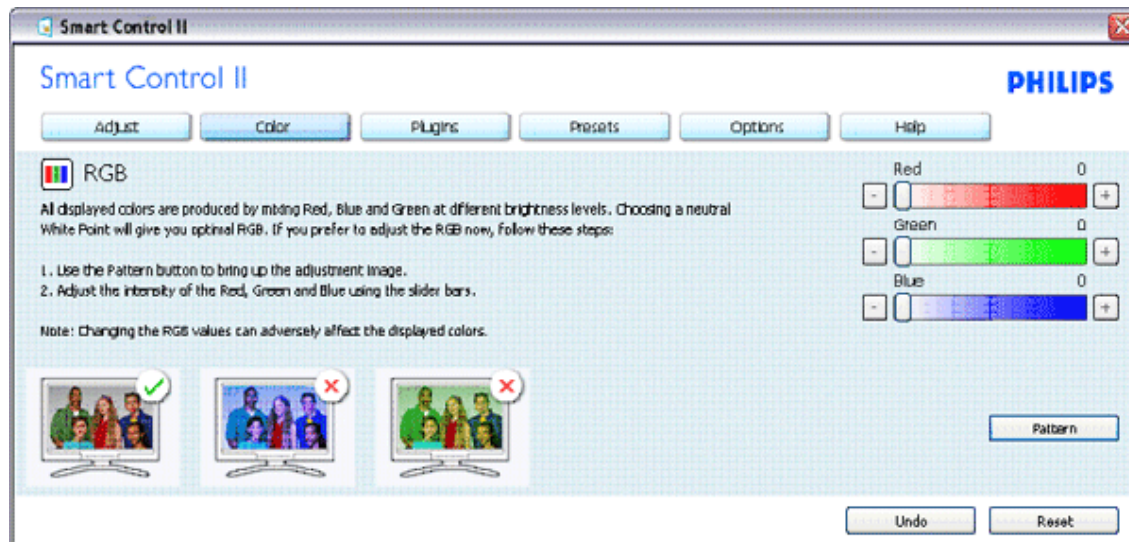 Smart Control II
Smart Control II
PHILIPS
Adjust
Color
Plugins
Presets
Options
Help
RGB
All displayed colors are produced by mixing Red, Blue and Green at different brightness levels. Choosing a neutral
White Point will give you optimal RGB. If you prefer to adjust the RGB now, follow these steps:
1. Use the Pattern button to bring up the adjustment image.
2. Adjust the intensity of the Red, Green and Blue using the slider bars.
Note: Changing the RGB values can adversely affect the displayed colors.
Red 0
- +
Green 0
- +
Blue 0
- +
Pattern
Undo
Reset